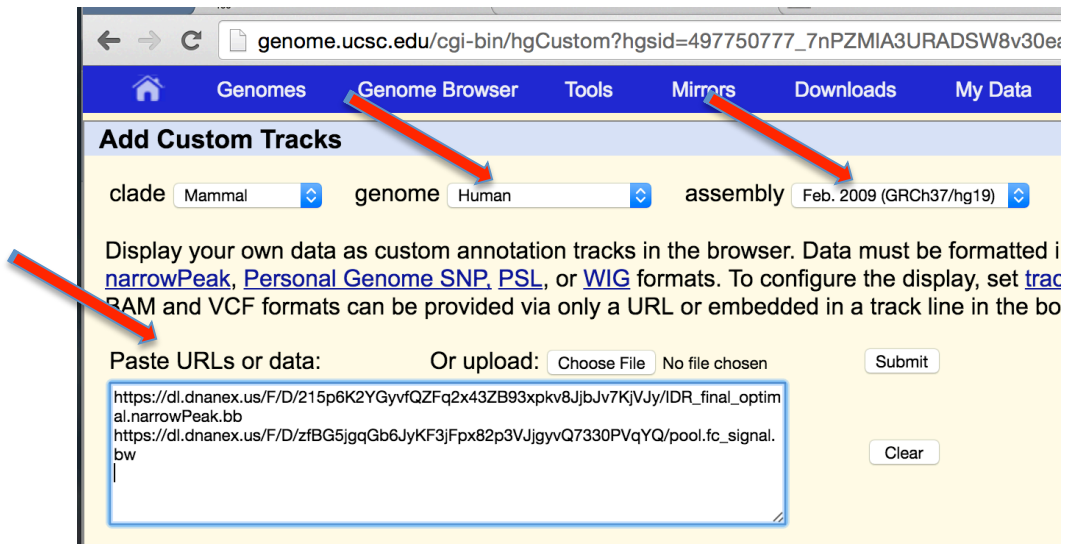 genome.ucsc.edu/cgi-bin/hgCustom?hgsid=497750777_7nPZMlA3URADSW8v30ea
Genomes Genome Browser Tools Mirrors Downloads My Data
Add Custom Tracks
clade Mammal genome Human assembly Feb. 2009 (GRCh37/hg19)
Display your own data as custom annotation tracks in the browser. Data must be formatted i
narrowPeak, Personal Genome SNP, PSL, or WIG formats. To configure the display, set trac
BAM and VCF formats can be provided via only a URL or embedded in a track line in the bo
Paste URLs or data: Or upload: Choose File No file chosen Submit
https://dl.dnanex.us/F/D/215p6K2YGyvfQZFq2x43ZB93xpkv8JjbJv7KjVJy/IDR_final_optim
al.narrowPeak.bb
https://dl.dnanex.us/F/D/zfBG5jgqGb6JyKF3jFpx82p3VJjgyvQ7330PVqYQ/pool.fc_signal.
bw
Clear